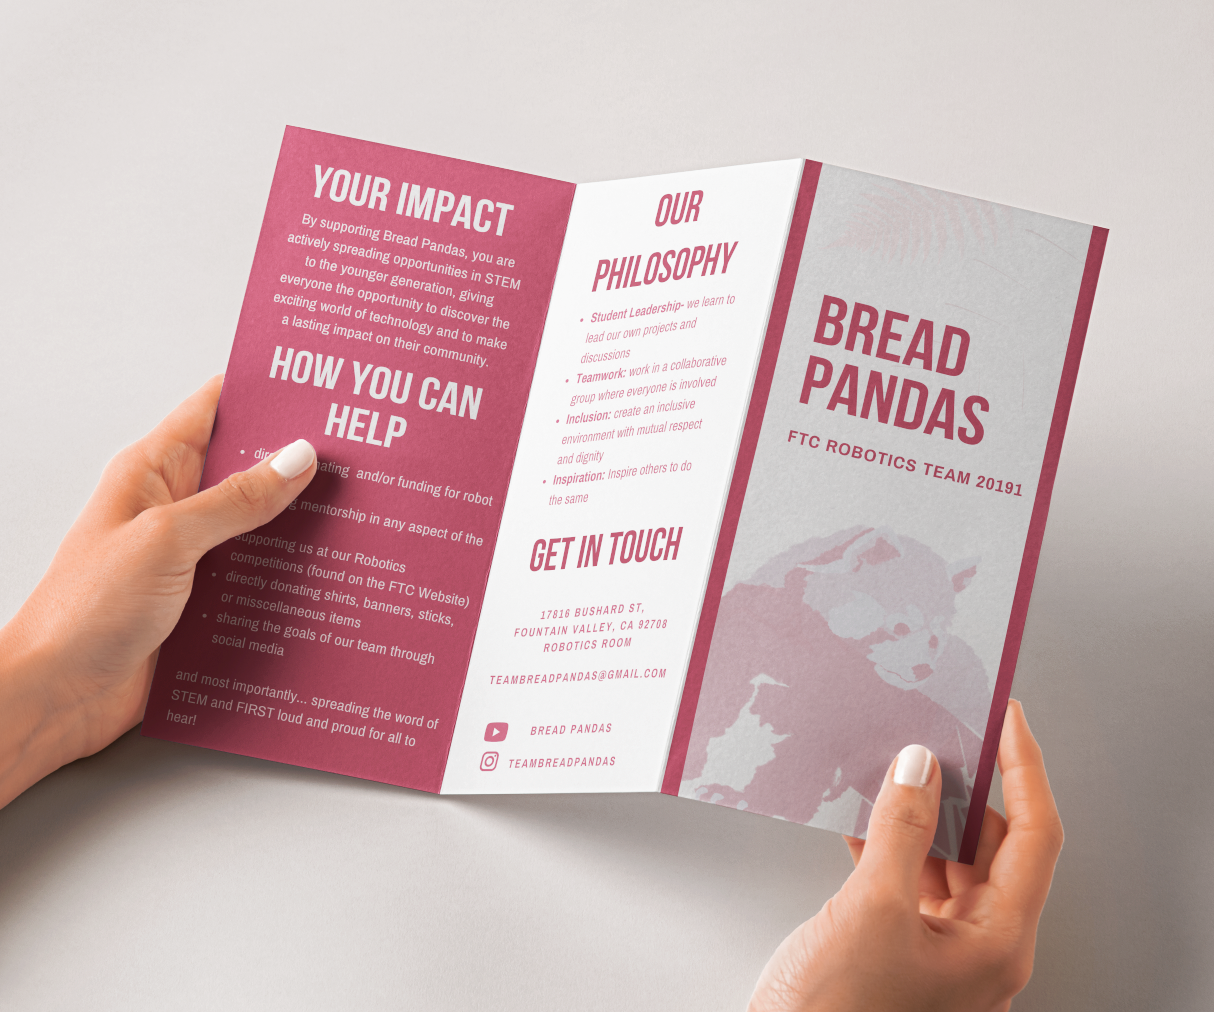 YOUR IMPACT
By supporting Bread Pandas, you are
actively spreading opportunities in STEM
to the younger generation, giving
everyone the opportunity to discover the
exciting world of technology and to make
a lasting impact on their community.
HOW YOU CAN
HELP
• and/or funding for robot
mentorship in any aspect of the
supporting us at our Robotics
competitions (found on the FTC Website)
• directly donating shirts, banners, sticks,
or misscellaneous items
• sharing the goals of our team through
social media
and most importantly... spreading the word of
STEM and FIRST loud and proud for all to
hear!
OUR
PHILOSOPHY
• Student Leadership- we learn to
lead our own projects and
discussions
• Teamwork: work in a collaborative
group where everyone is involved
• Inclusion: create an inclusive
environment with mutual respect
and dignity
• Inspiration: Inspire others to do
the same
GET IN TOUCH
17816 BUSHARD ST,
FOUNTAIN VALLEY, CA 92708
ROBOTICS ROOM
TEAMBREADPANDAS@GMAIL.COM
BREAD PANDAS
TEAMBREADPANDAS
BREAD
PANDAS
FTC ROBOTICS TEAM 20191